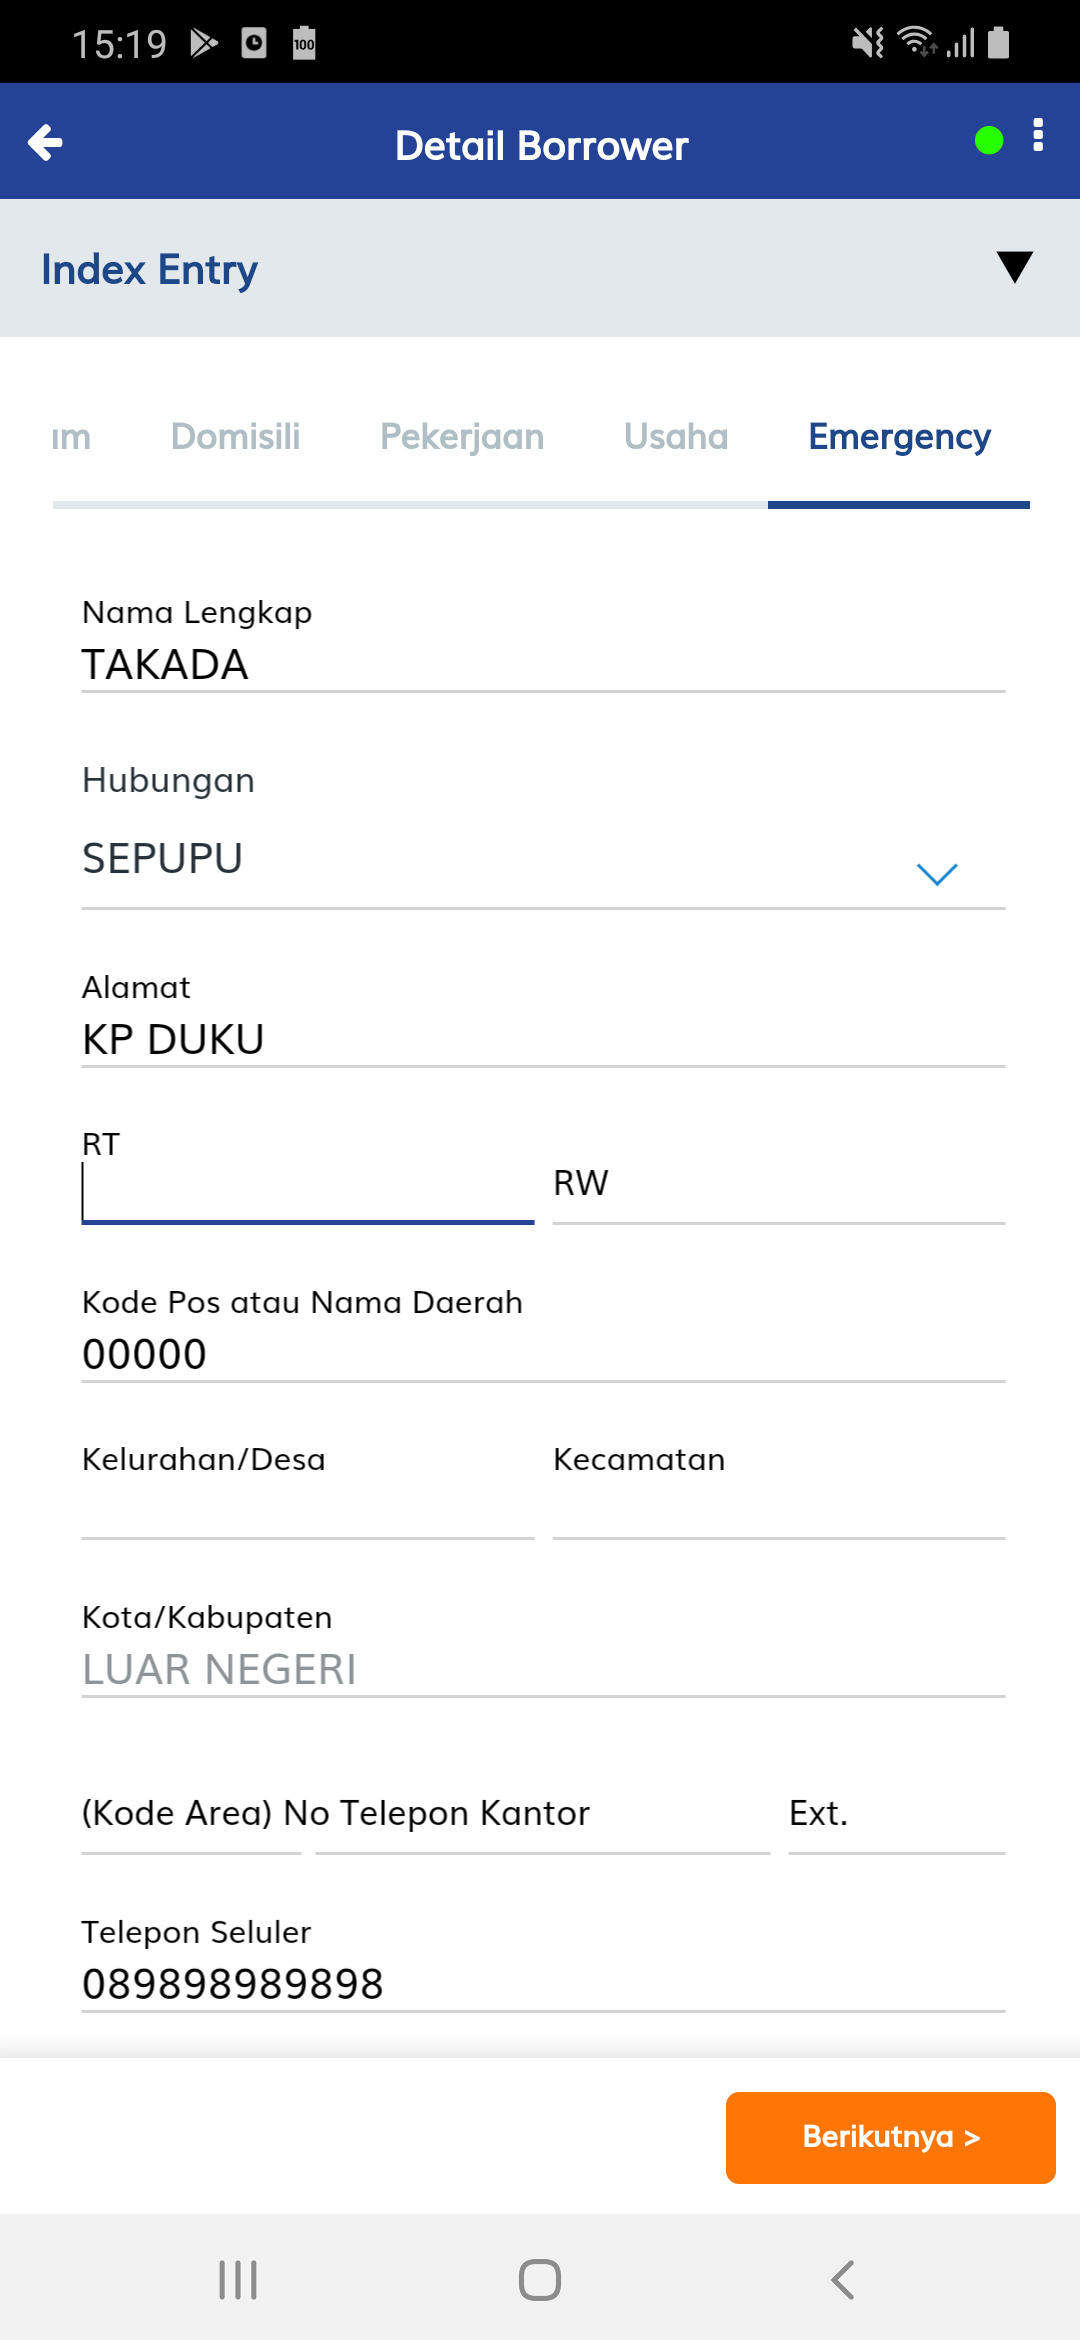 15:19
100
Detail Borrower
Index Entry
um Domisili Pekerjaan Usaha Emergency
Nama Lengkap
TAKADA
Hubungan
SEPUPU
Alamat
KP DUKU
RT
RW
Kode Pos atau Nama Daerah
00000
Kelurahan/Desa Kecamatan
Kota/Kabupaten
LUAR NEGERI
(Kode Area) No Telepon Kantor Ext.
Telepon Seluler
089898989898
Berikutnya >